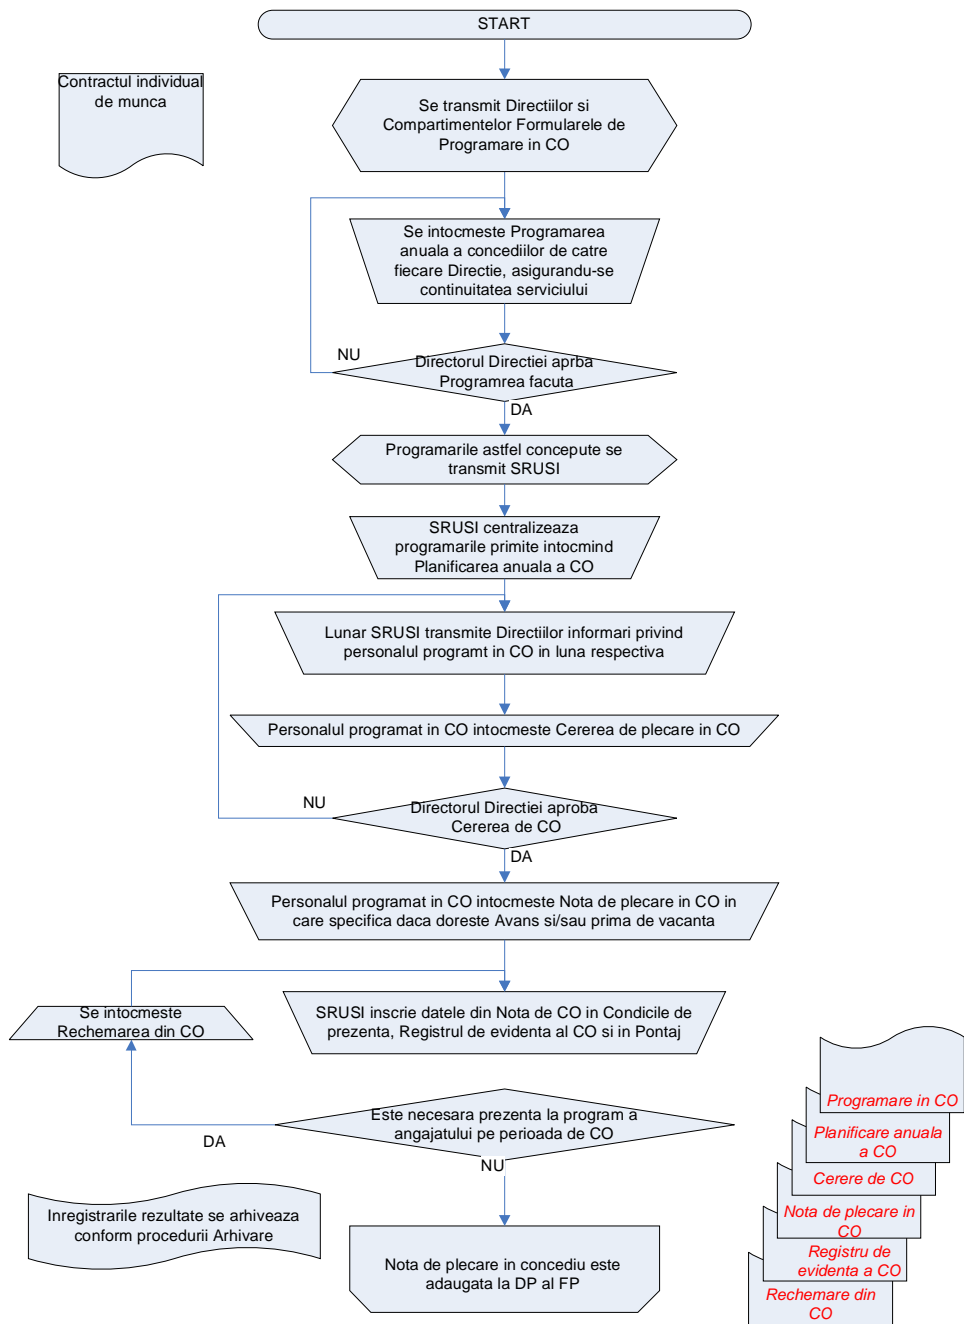 START
Contractul individual
de munca
Se transmit Directiilor si
Compartimentelor Formularele de
Programare in CO
Se intocmeste Programarea
anuala a concediilor de catre
fiecare Directie, asigurandu-se
continuitatea serviciului
NU
Directorul Directiei aprba
Programrea facuta
DA
Programarile astfel concepute se
transmit SRUSI
SRUSI centralizeaza
programarile primite intocmind
Planificarea anuala a CO
Lunar SRUSI transmite Directiilor informari privind
personalul programt in CO in luna respectiva
Personalul programat in CO intocmeste Cererea de plecare in CO
NU
Directorul Directiei aproba
Cererea de CO
DA
Personalul programat in CO intocmeste Nota de plecare in CO in
care specifica daca doreste Avans si/sau prima de vacanta
Se intocmeste
Rechemarea din CO
SRUSI inscrie datele din Nota de CO in Condicile de
prezenta, Registrul de evidenta al CO si in Pontaj
Este necesara prezenta la program a
angajatului pe perioada de CO
DA
NU
Inregistrarile rezultate se arhiveaza
conform procedurii Arhivare
Nota de plecare in concediu este
adaugata la DP al FP
Programare in CO
Planificare anuala
a CO
Cerere de CO
Nota de plecare in
CO
Registru de
evidenta a CO
Rechemare din
CO